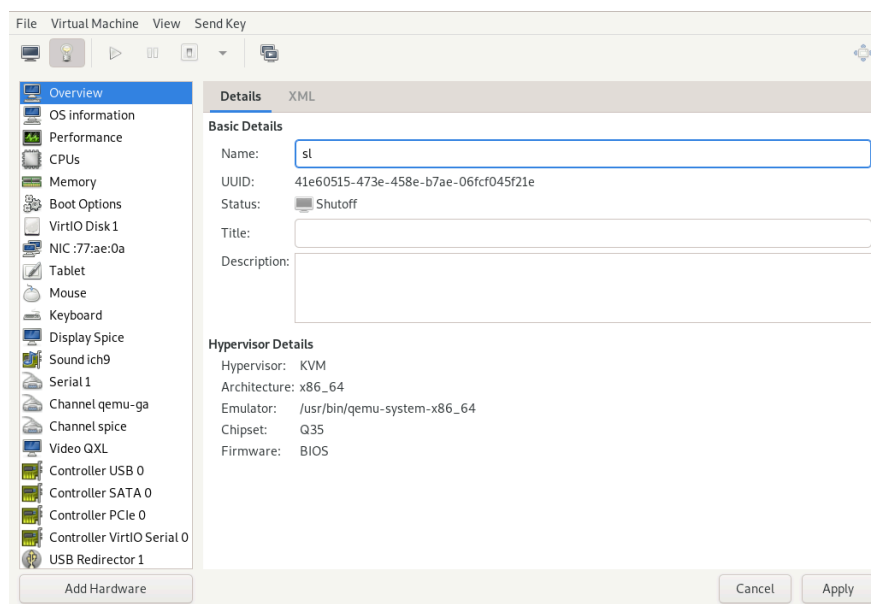 File Virtual Machine View Send Key
Overview
OS information
Performance
CPUs
Memory
Boot Options
VirtIO Disk 1
NIC :77:ae:0a
Tablet
Mouse
Keyboard
Display Spice
Sound ich9
Serial 1
Channel qemu-ga
Channel spice
Video QXL
Controller USB 0
Controller SATA 0
Controller PCIe 0
Controller VirtIO Serial 0
USB Redirector 1
Add Hardware
Details XML
Basic Details
Name: sl
UUID: 41e60515-473e-458e-b7ae-06fcf045f21e
Status: Shutoff
Title:
Description:
Hypervisor Details
Hypervisor: KVM
Architecture: x86_64
Emulator: /usr/bin/qemu-system-x86_64
Chipset: Q35
Firmware: BIOS
Cancel Apply